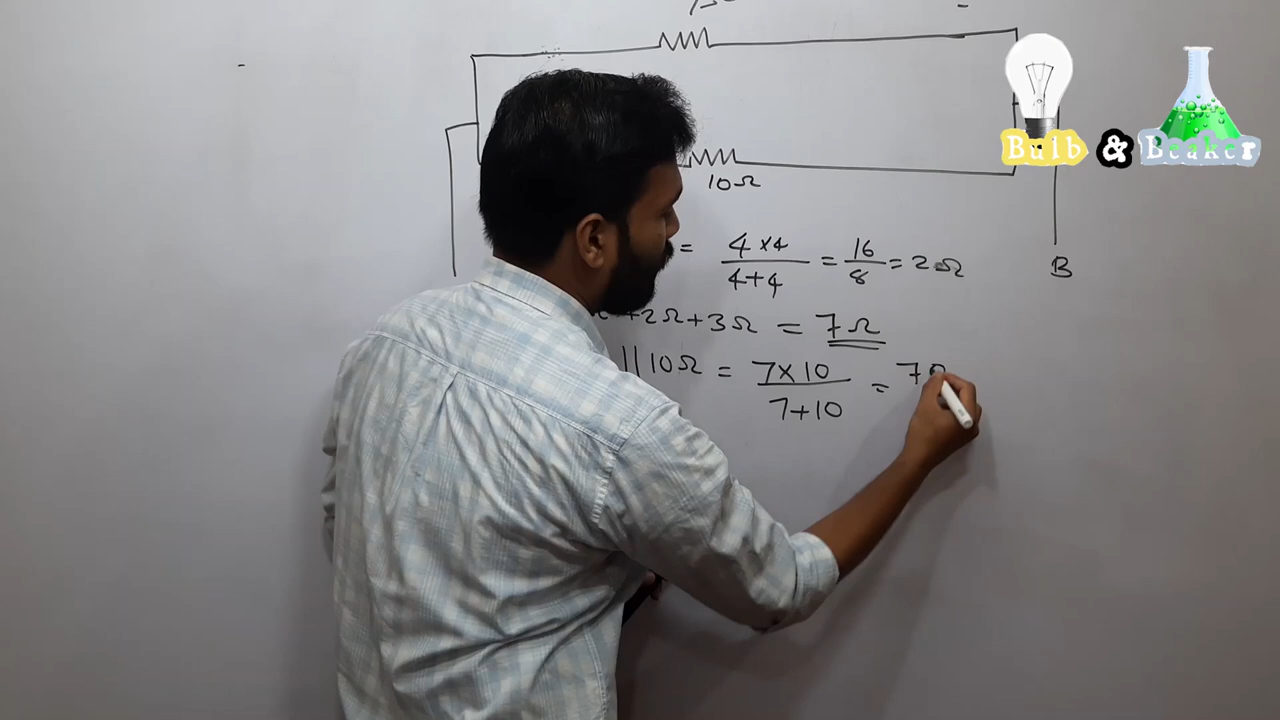 Bulb & Beaker
10Ω
= 4 × 4 / 4 + 4 = 16 / 8 = 2Ω
B
+ 2Ω + 3Ω = 7Ω
|| 10Ω = 7 × 10 / 7 + 10 = 70